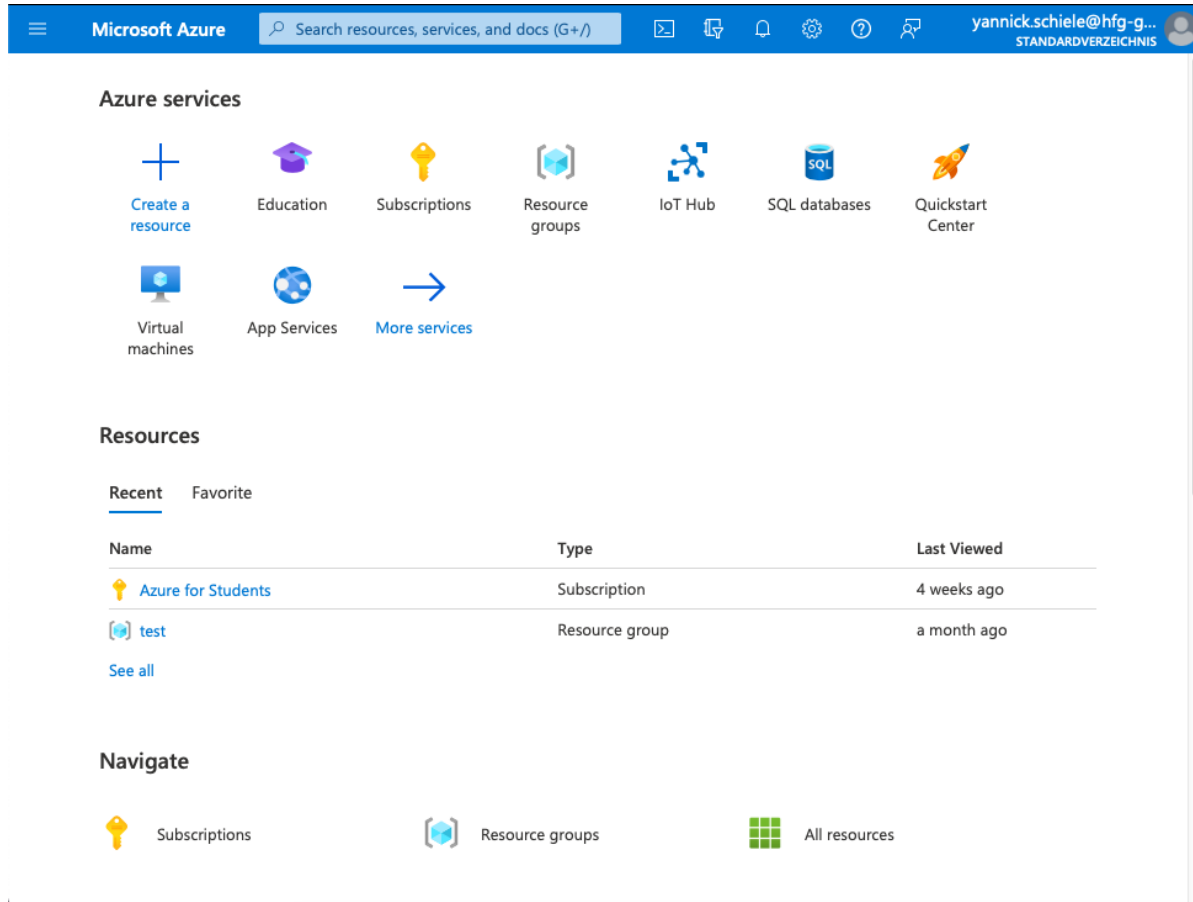 Microsoft Azure
Search resources, services, and docs (G+/)
yannick.schiele@hfg-g...
STANDARDVERZEICHNIS
Azure services
Create a
resource
Education
Subscriptions
Resource
groups
IoT Hub
SQL
SQL databases
Quickstart
Center
Virtual
machines
App Services
More services
Resources
Recent Favorite
Name Type Last Viewed
Azure for Students Subscription 4 weeks ago
test Resource group a month ago
See all
Navigate
Subscriptions Resource groups All resources